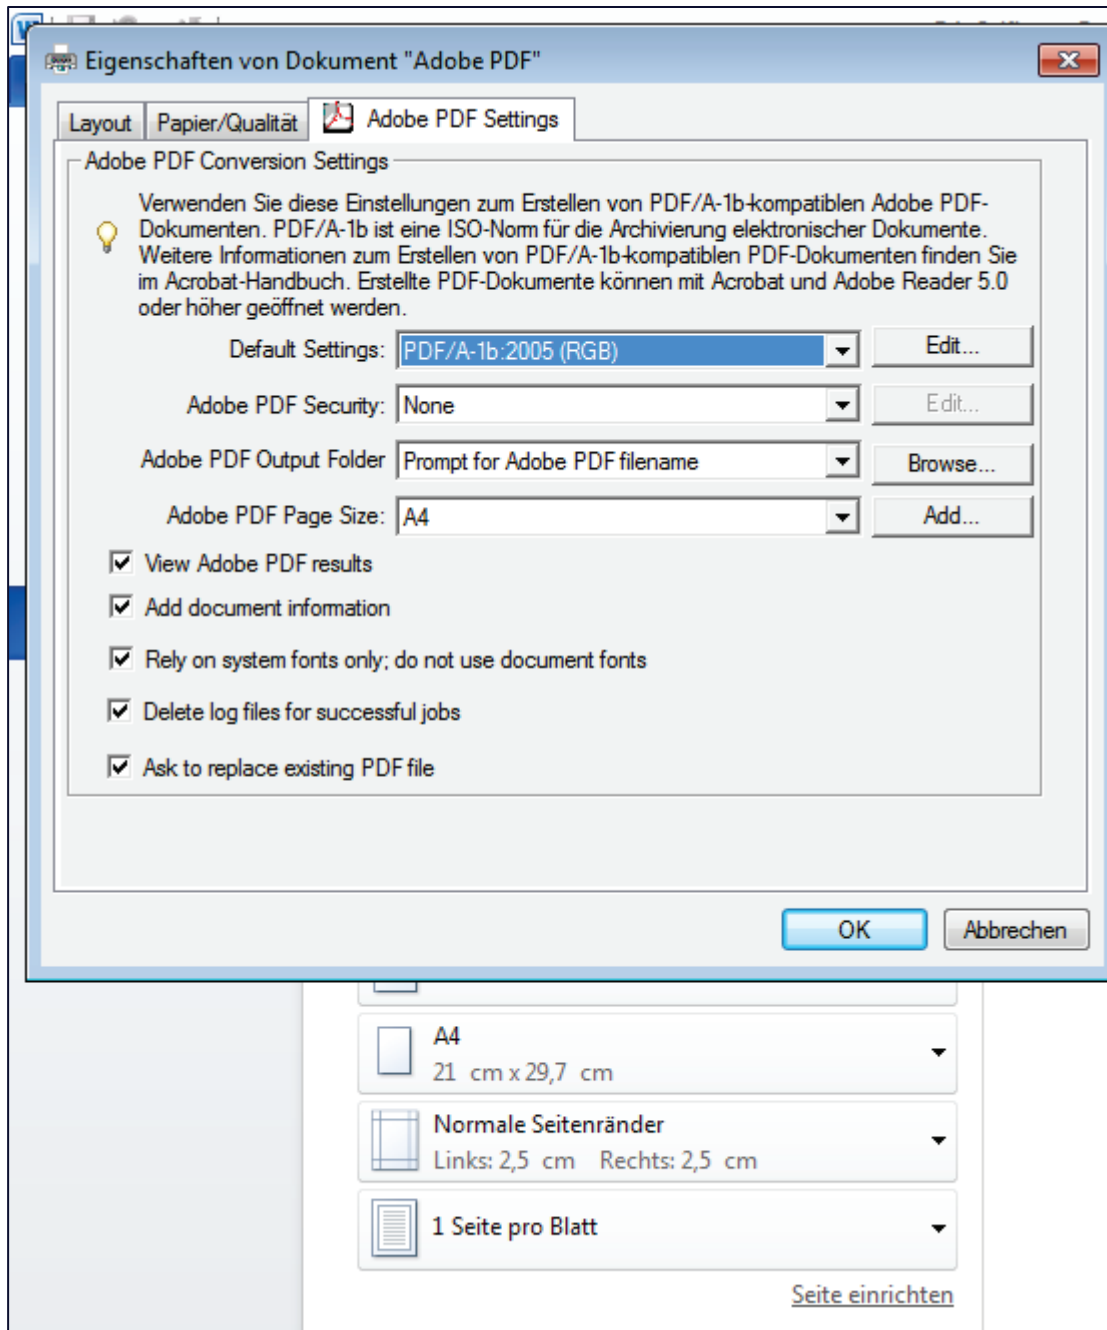 Eigenschaften von Dokument "Adobe PDF"
Layout
Papier/Qualität
Adobe PDF Settings
Adobe PDF Conversion Settings
Verwenden Sie diese Einstellungen zum Erstellen von PDF/A-1b-kompatiblen Adobe PDF-
Dokumenten. PDF/A-1b ist eine ISO-Norm für die Archivierung elektronischer Dokumente.
Weitere Informationen zum Erstellen von PDF/A-1b-kompatiblen PDF-Dokumenten finden Sie
im Acrobat-Handbuch. Erstellte PDF-Dokumente können mit Acrobat und Adobe Reader 5.0
oder höher geöffnet werden.
Default Settings: PDF/A-1b:2005 (RGB) Edit...
Adobe PDF Security: None Edit...
Adobe PDF Output Folder Prompt for Adobe PDF filename Browse...
Adobe PDF Page Size: A4 Add...
View Adobe PDF results
Add document information
Rely on system fonts only; do not use document fonts
Delete log files for successful jobs
Ask to replace existing PDF file
OK Abbrechen
A4
21 cm x 29,7 cm
Normale Seitenränder
Links: 2,5 cm Rechts: 2,5 cm
1 Seite pro Blatt
Seite einrichten